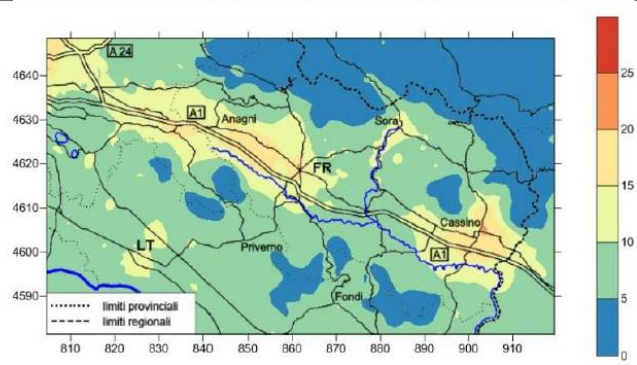 A 24
4640
4630
4620
4610
4600
4590
A1
Anagni
Sora
FR
LT
Priverno
Cassino
A1
Fondi
limiti provinciali
limiti regionali
810 820 830 840 850 860 870 880 890 900 910
25
20
15
10
5
0